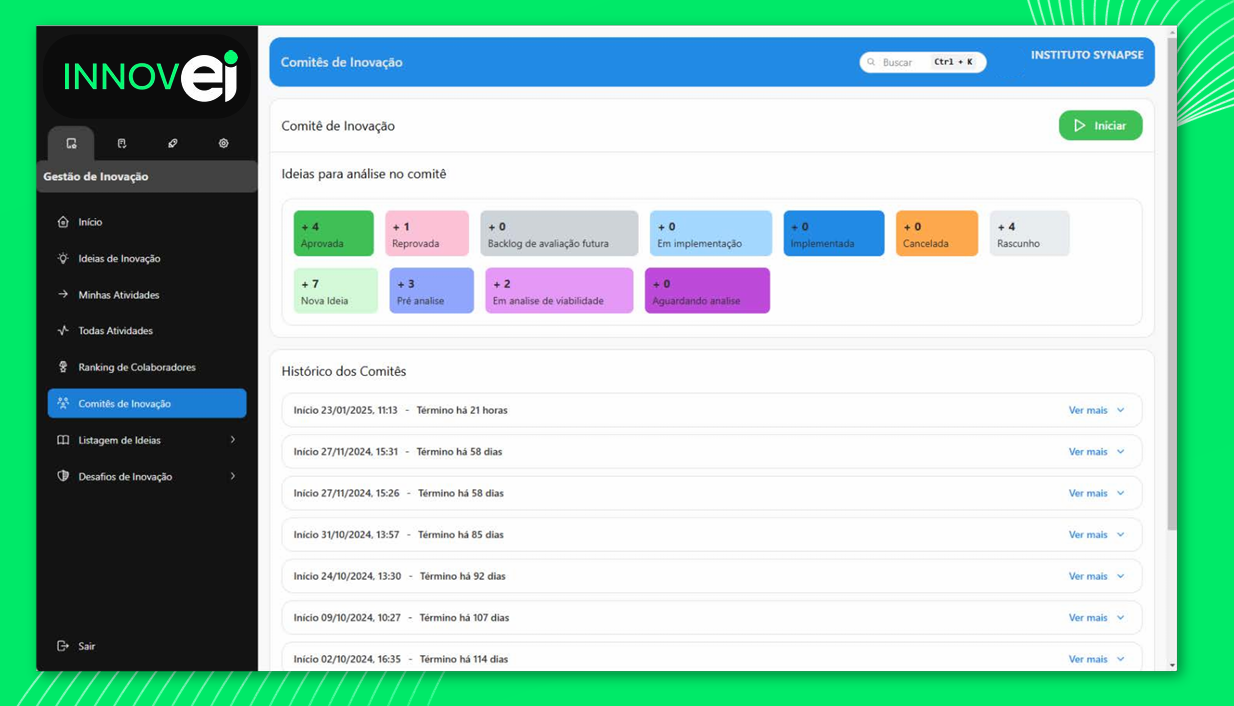 INNOVEi
Gestão de Inovação
Início
Ideias de Inovação
Minhas Atividades
Todas Atividades
Ranking de Colaboradores
Comitês de Inovação
Listagem de Ideias
Desafios de Inovação
Sair
Comitês de Inovação
Buscar Ctrl + K
INSTITUTO SYNAPSE
Comitê de Inovação
Iniciar
Ideias para análise no comitê
+ 4
Aprovada
+ 1
Reprovada
+ 0
Backlog de avaliação futura
+ 0
Em implementação
+ 0
Implementada
+ 0
Cancelada
+ 4
Rascunho
+ 7
Nova Ideia
+ 3
Pré analise
+ 2
Em analise de viabilidade
+ 0
Aguardando analise
Histórico dos Comitês
Início 23/01/2025, 11:13 - Término há 21 horas Ver mais
Início 27/11/2024, 15:31 - Término há 58 dias Ver mais
Início 27/11/2024, 15:26 - Término há 58 dias Ver mais
Início 31/10/2024, 13:57 - Término há 85 dias Ver mais
Início 24/10/2024, 13:30 - Término há 92 dias Ver mais
Início 09/10/2024, 10:27 - Término há 107 dias Ver mais
Início 02/10/2024, 16:35 - Término há 114 dias Ver mais